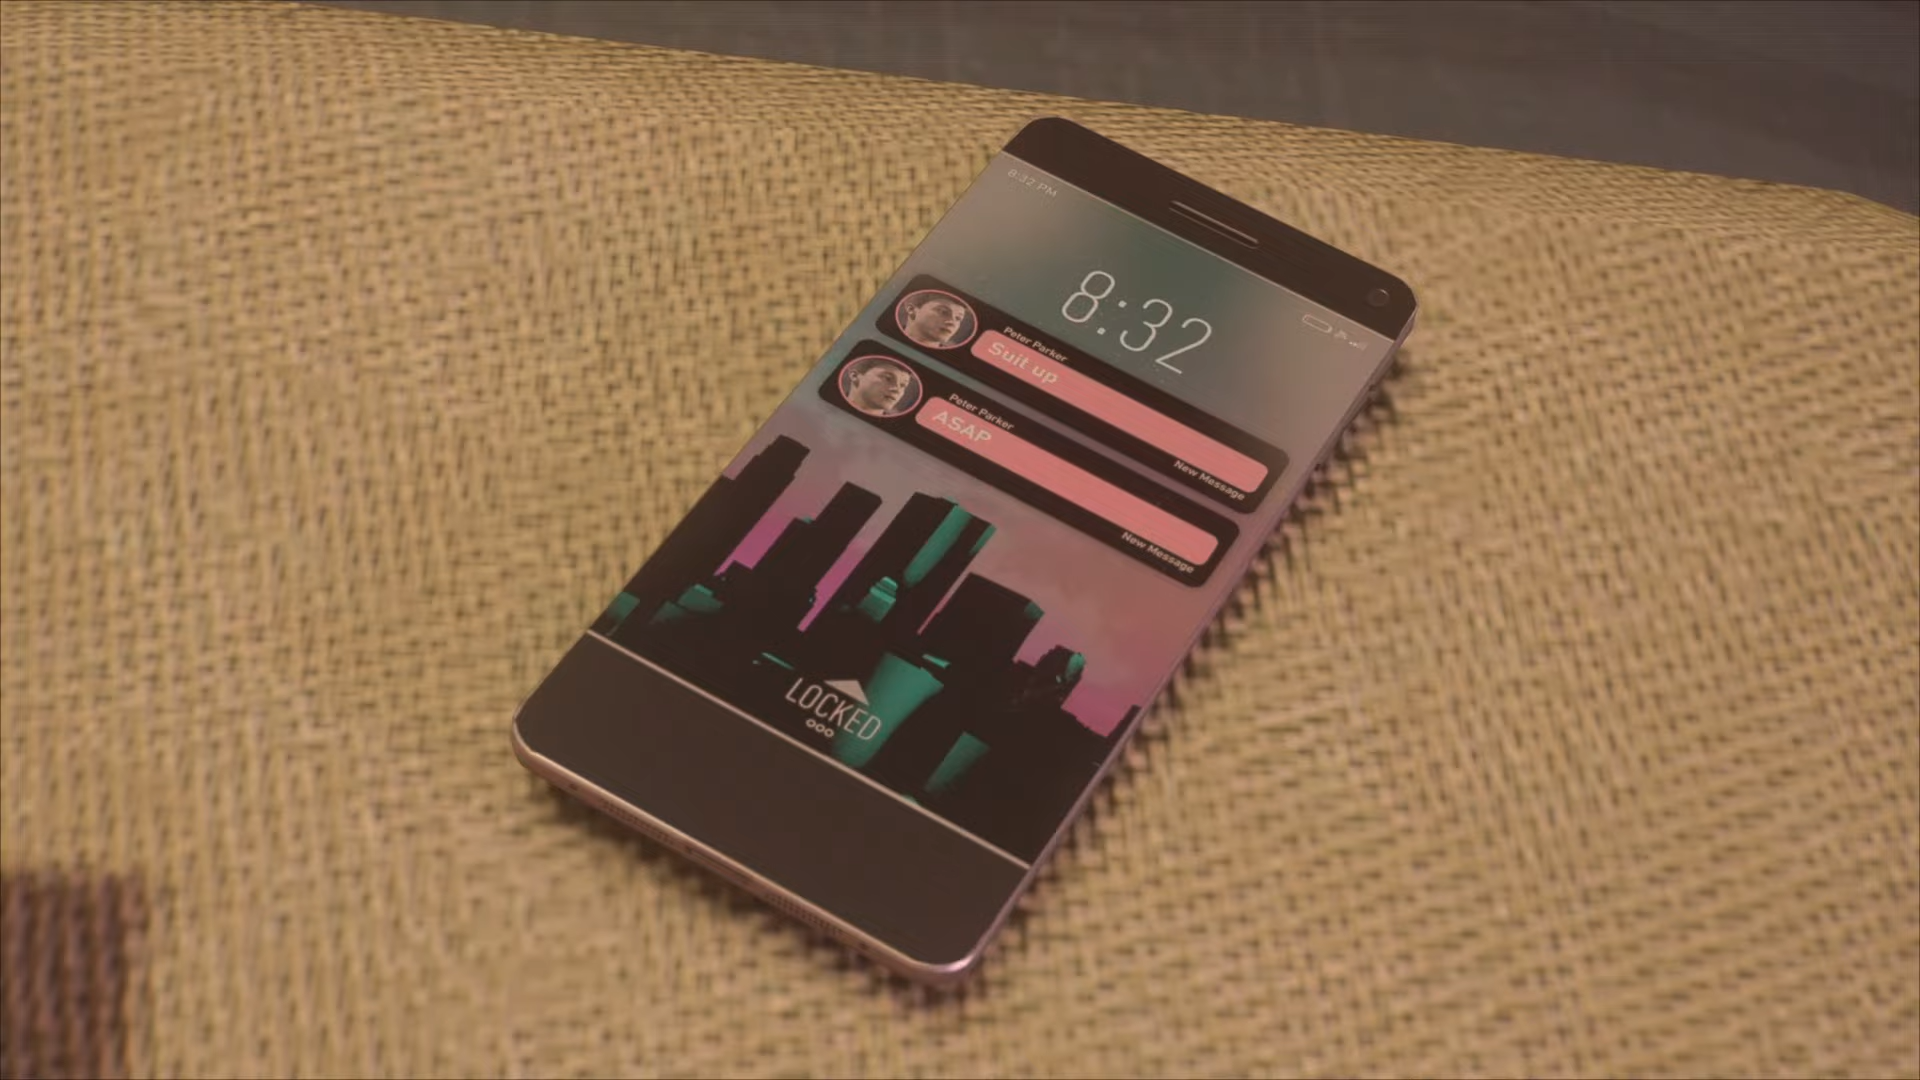 8:32 PM
8:32
Peter Parker
Suit up
New Message
Peter Parker
ASAP
New Message
LOCKED